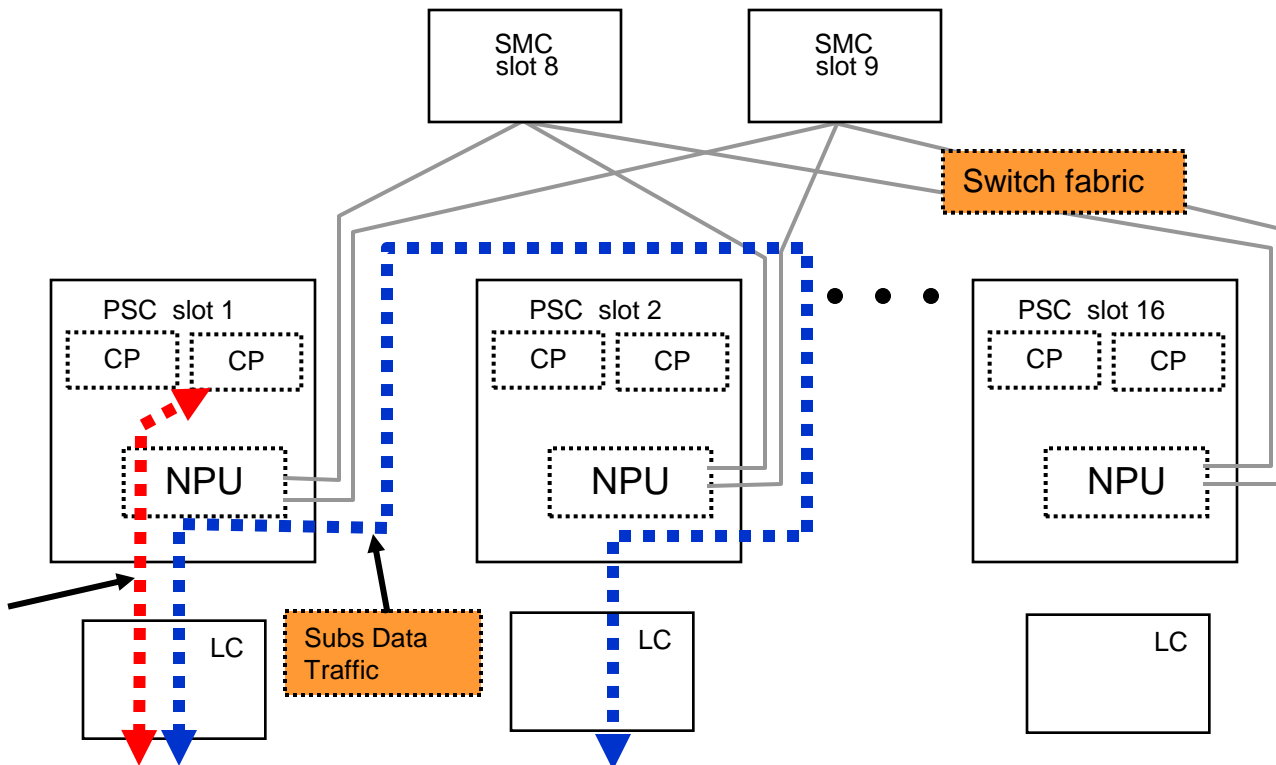 SMC
slot 8
SMC
slot 9
Switch fabric
PSC slot 1
CP
CP
NPU
PSC slot 2
CP
CP
NPU
PSC slot 16
CP
CP
NPU
LC
Subs Data
Traffic
LC
LC